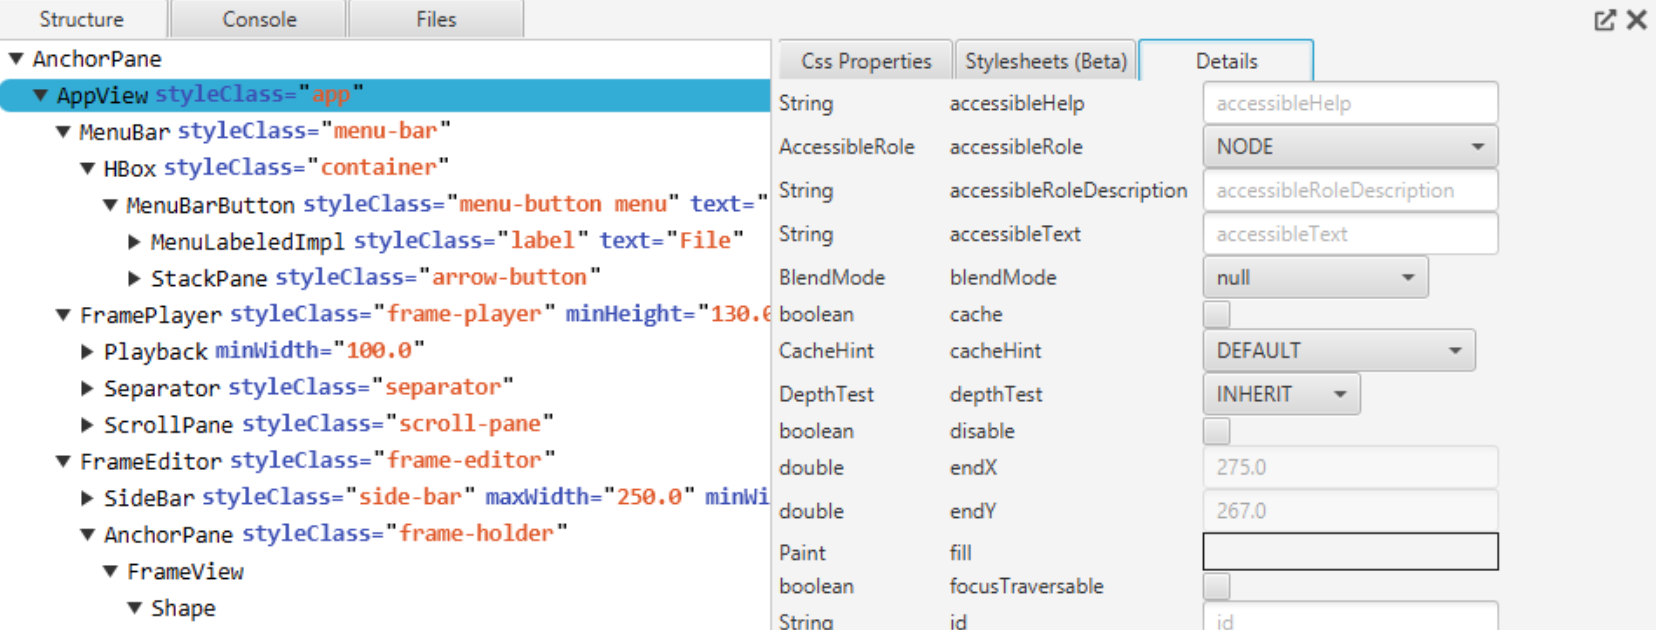 Structure Console Files
AnchorPane
AppView styleClass="app"
MenuBar styleClass="menu-bar"
HBox styleClass="container"
MenuBarButton styleClass="menu-button menu" text="
MenuLabeledImpl styleClass="label" text="File"
StackPane styleClass="arrow-button"
FramePlayer styleClass="frame-player" minHeight="130.0
Playback minWidth="100.0"
Separator styleClass="separator"
ScrollPane styleClass="scroll-pane"
FrameEditor styleClass="frame-editor"
SideBar styleClass="side-bar" maxWidth="250.0" minWi
AnchorPane styleClass="frame-holder"
FrameView
Shape
Css Properties Stylesheets (Beta) Details
String accessibleHelp accessibleHelp
AccessibleRole accessibleRole NODE
String accessibleRoleDescription accessibleRoleDescription
String accessibleText accessibleText
BlendMode blendMode null
boolean cache
CacheHint cacheHint DEFAULT
DepthTest depthTest INHERIT
boolean disable
double endX 275.0
double endY 267.0
Paint fill
boolean focusTraversable
String id id